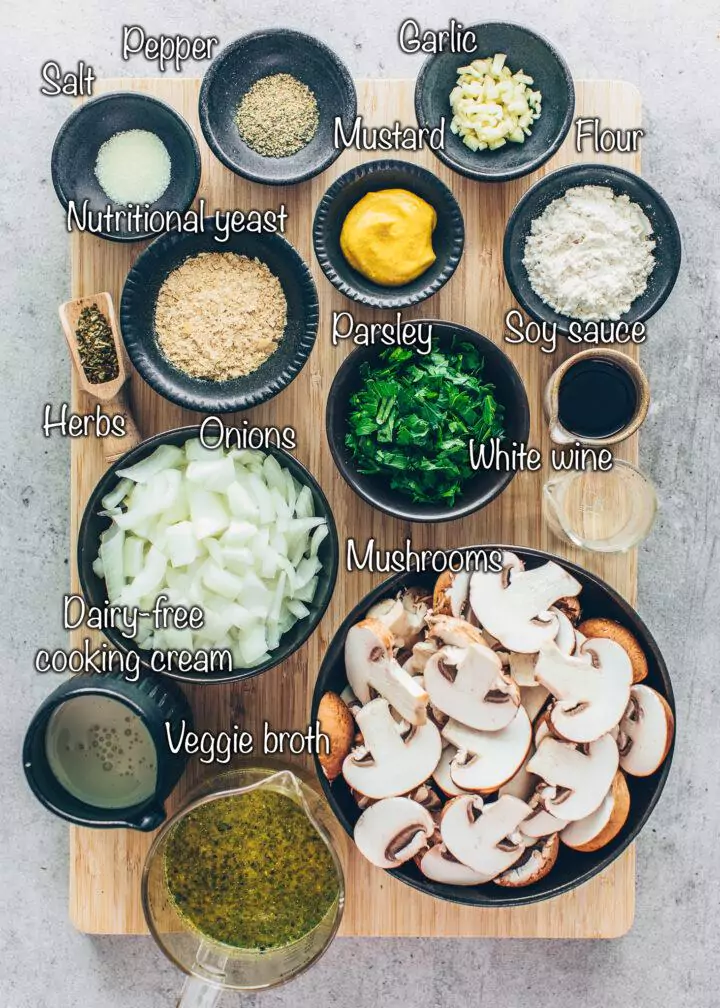 Pepper
Garlic
Salt
Mustard
Flour
Nutritional yeast
Parsley
Soy sauce
Herbs
Onions
White wine
Mushrooms
Dairy-free
cooking cream
Veggie broth